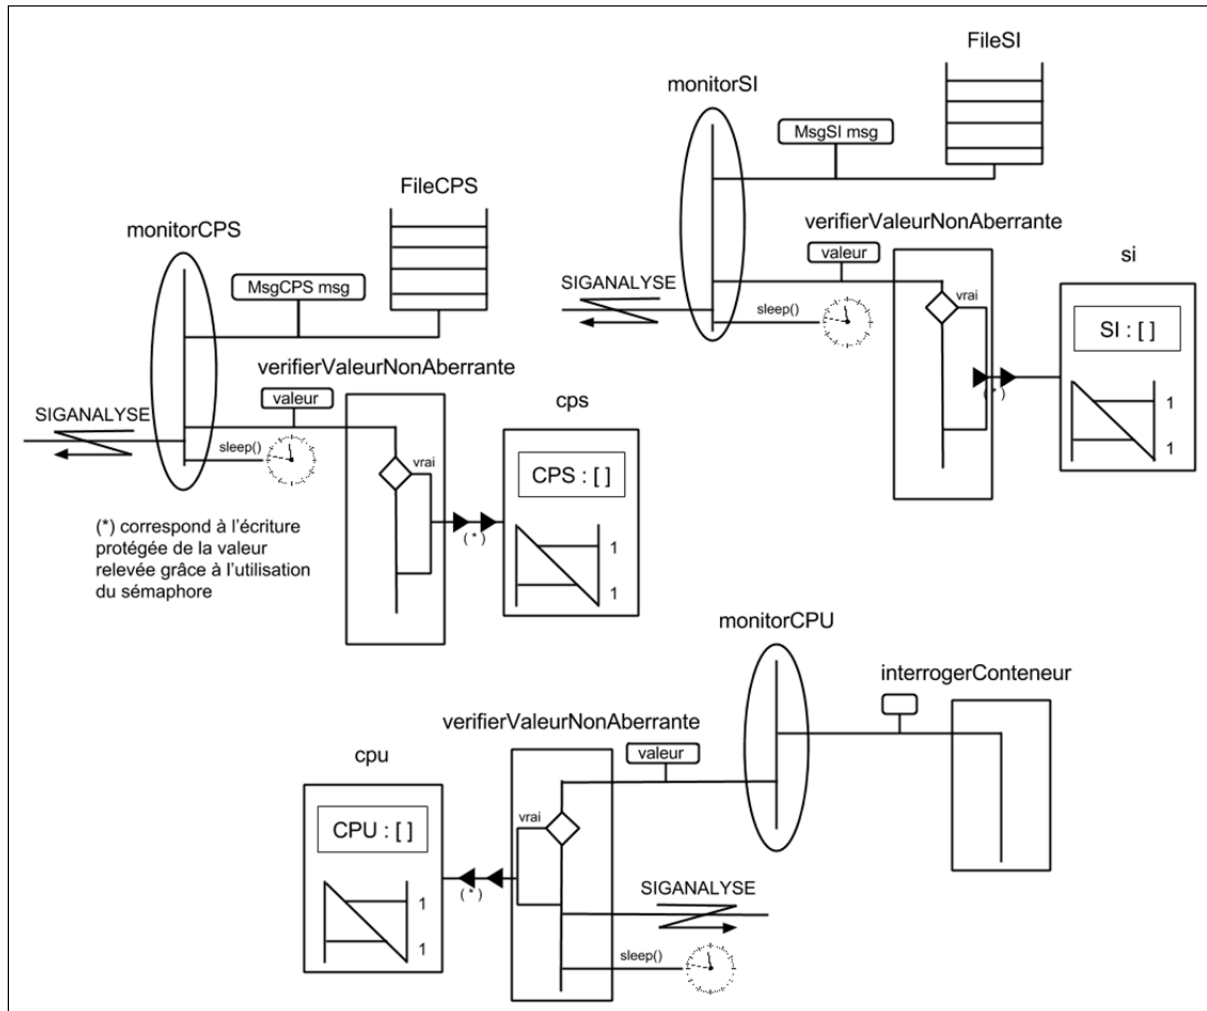 FileSI
monitorSI
MsgSI msg
FileCPS
verifierValeurNonAberrante
monitorCPS
valeur
si
SIGANALYSE
vrai
MsgCPS msg
sleep()
SI : [ ]
verifierValeurNonAberrante
(*)
1
valeur
cps
SIGANALYSE
1
sleep()
vrai
CPS : [ ]
(*) correspond à l'écriture
protégée de la valeur
relevée grâce à l'utilisation
du sémaphore
(*)
1
1
monitorCPU
interrogerConteneur
verifierValeurNonAberrante
cpu
valeur
vrai
CPU : [ ]
SIGANALYSE
(*)
1
1
sleep()